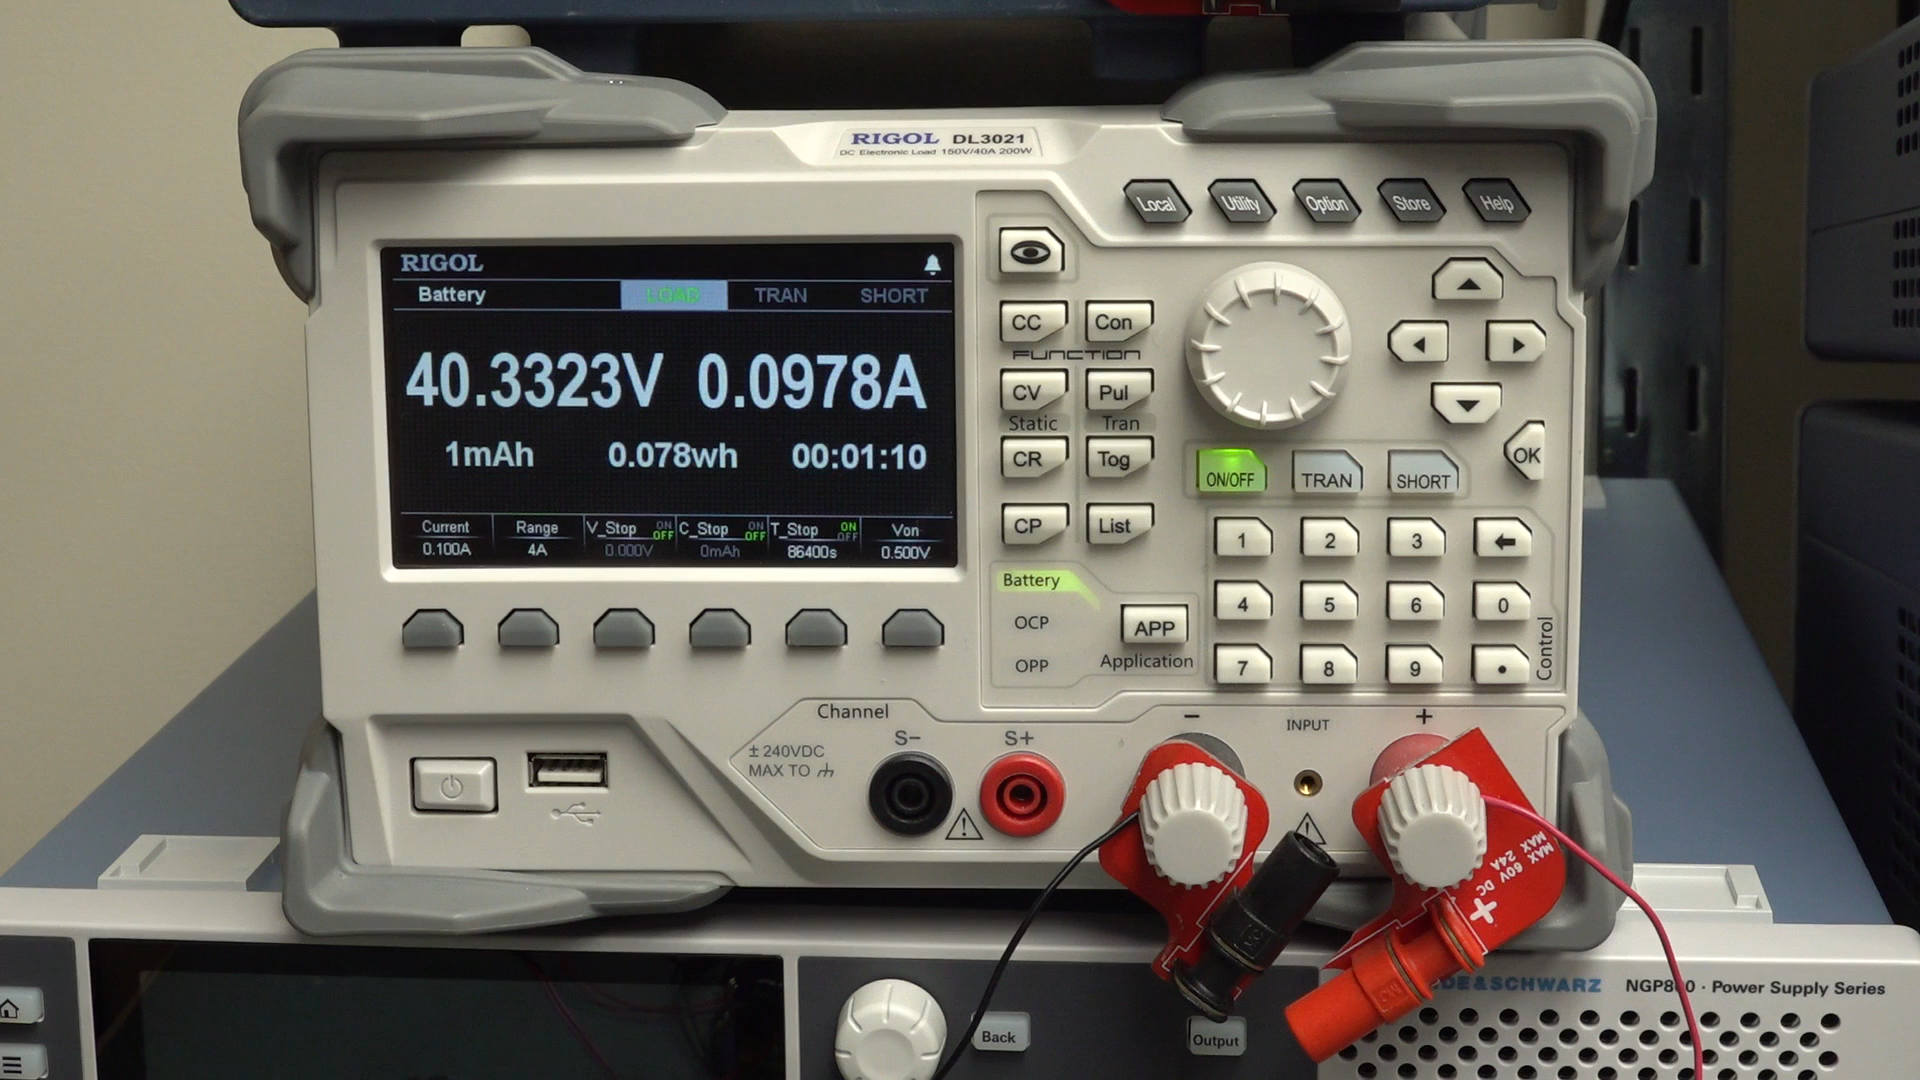 RIGOL DL3021
DC Electronic Load 150V/40A 200W
Local Utility Option Store Help
RIGOL
Battery LOAD TRAN SHORT
40.3323V 0.0978A
1mAh 0.078wh 00:01:10
Current Range V_Stop ON OFF C_Stop ON OFF T_Stop ON OFF Von
0.100A 4A 0.000V 0mAh 86400s 0.500V
CC Con
FUNCTION
CV Pul
Static Tran
CR Tog
CP List
ON/OFF TRAN SHORT
OK
1 2 3
4 5 6 0
7 8 9 .
Control
Battery
OCP
OPP
APP
Application
Channel
± 240VDC
MAX TO
S- S+
- INPUT +
MAX 60V DC
MAX 24A
+
DE&SCHWARZ NGP8 0 · Power Supply Series
Back
Output